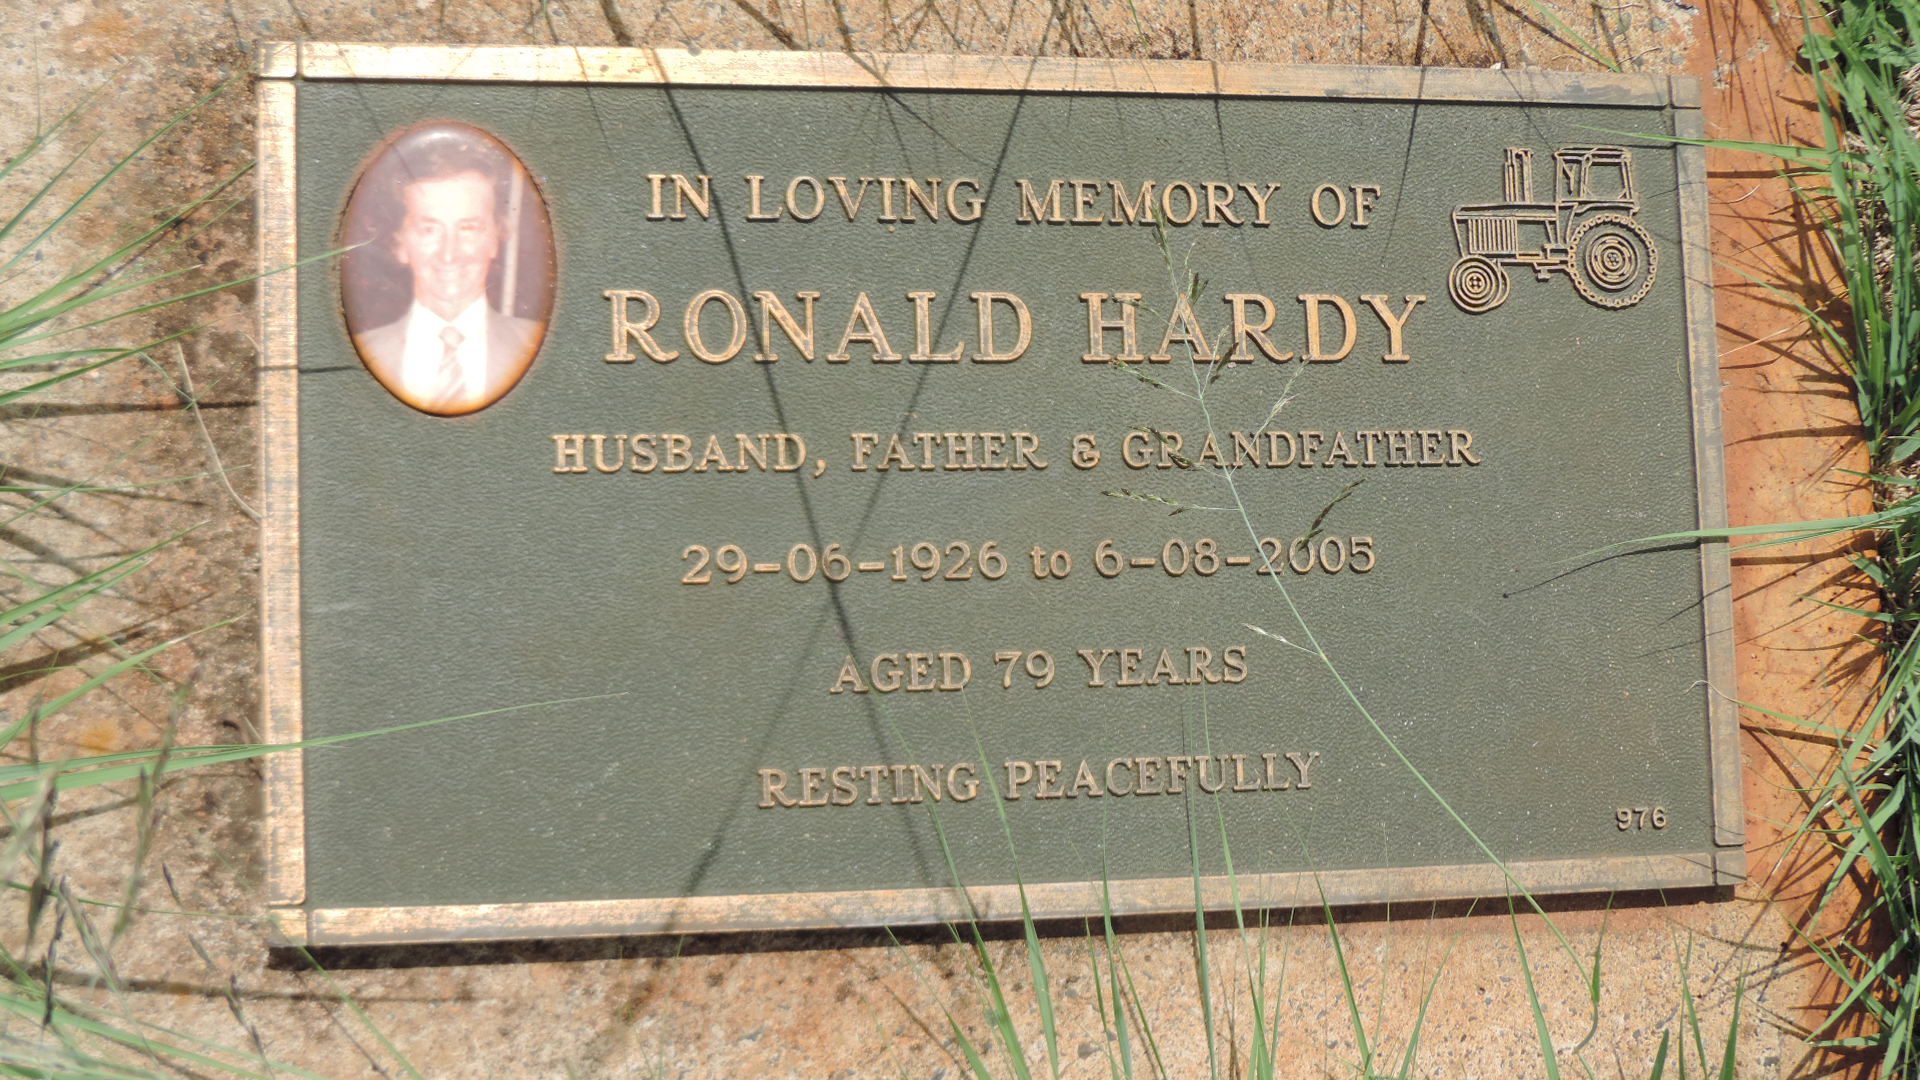 IN LOVING MEMORY OF
RONALD HARDY
HUSBAND, FATHER & GRANDFATHER
29-06-1926 to 6-08-2005
AGED 79 YEARS
RESTING PEACEFULLY
976